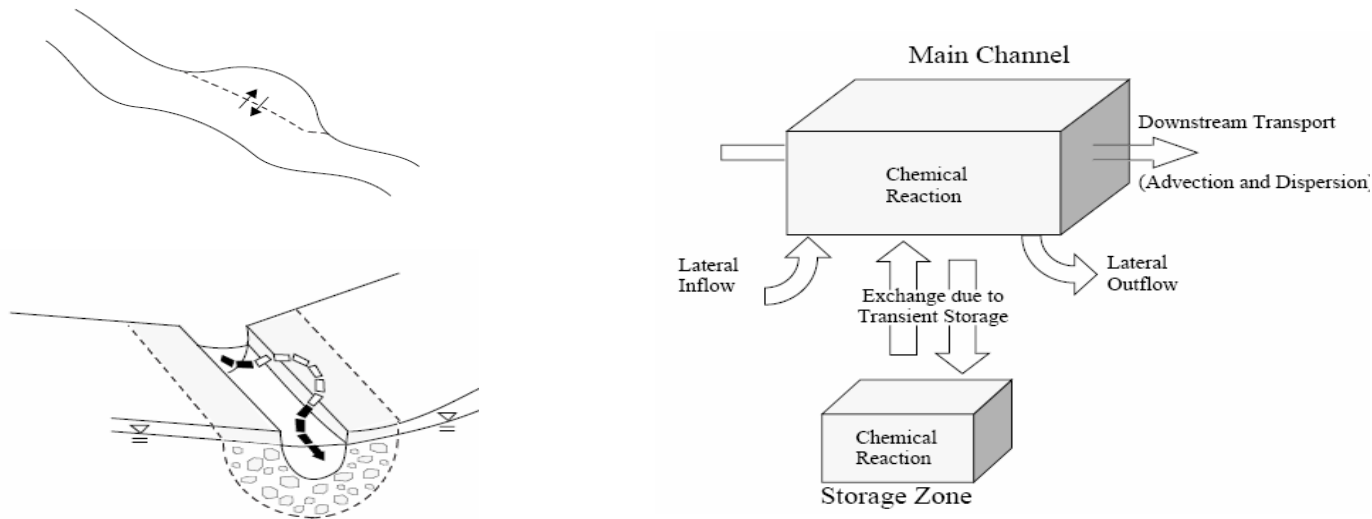 Main Channel
Downstream Transport
(Advection and Dispersion)
Chemical
Reaction
Lateral
Inflow
Exchange due to
Transient Storage
Lateral
Outflow
Chemical
Reaction
Storage Zone